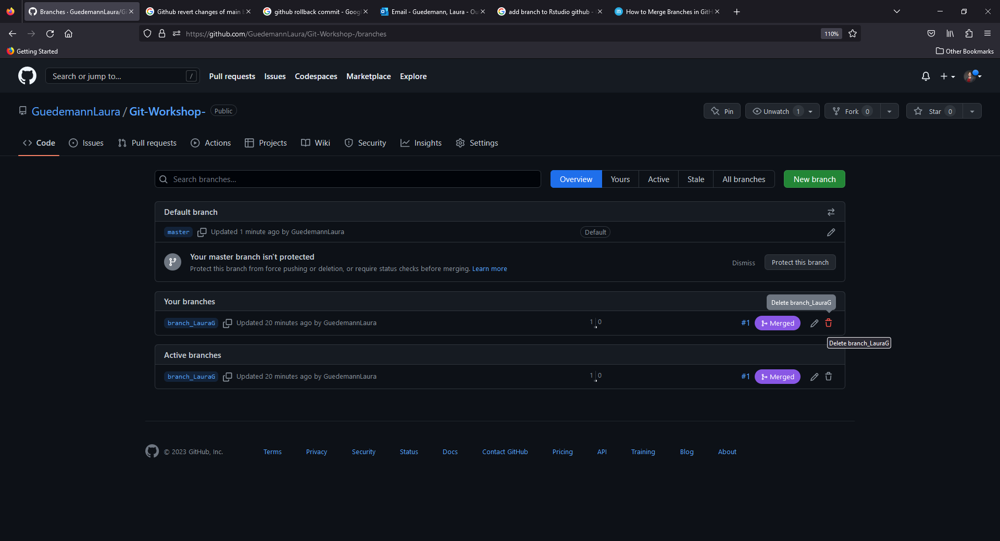 Branches · GuedemannLaura/Gi
Github revert changes of main b
github rollback commit - Goog
Email - Guedemann, Laura - Ou
add branch to Rstudio github -
How to Merge Branches in GitH
https://github.com/GuedemannLaura/Git-Workshop-/branches
110%
Getting Started
Other Bookmarks
Search or jump to...
/
Pull requests
Issues
Codespaces
Marketplace
Explore
GuedemannLaura / Git-Workshop-
Public
Pin
Unwatch 1
Fork 0
Star 0
Code
Issues
Pull requests
Actions
Projects
Wiki
Security
Insights
Settings
Search branches...
Overview
Yours
Active
Stale
All branches
New branch
Default branch
master
Updated 1 minute ago by GuedemannLaura
Default
Your master branch isn't protected
Protect this branch from force pushing or deletion, or require status checks before merging. Learn more
Dismiss
Protect this branch
Your branches
Delete branch_LauraG
branch_LauraG
Updated 20 minutes ago by GuedemannLaura
1 0
#1
Merged
Delete branch_LauraG
Active branches
branch_LauraG
Updated 20 minutes ago by GuedemannLaura
1 0
#1
Merged
© 2023 GitHub, Inc.
Terms
Privacy
Security
Status
Docs
Contact GitHub
Pricing
API
Training
Blog
About